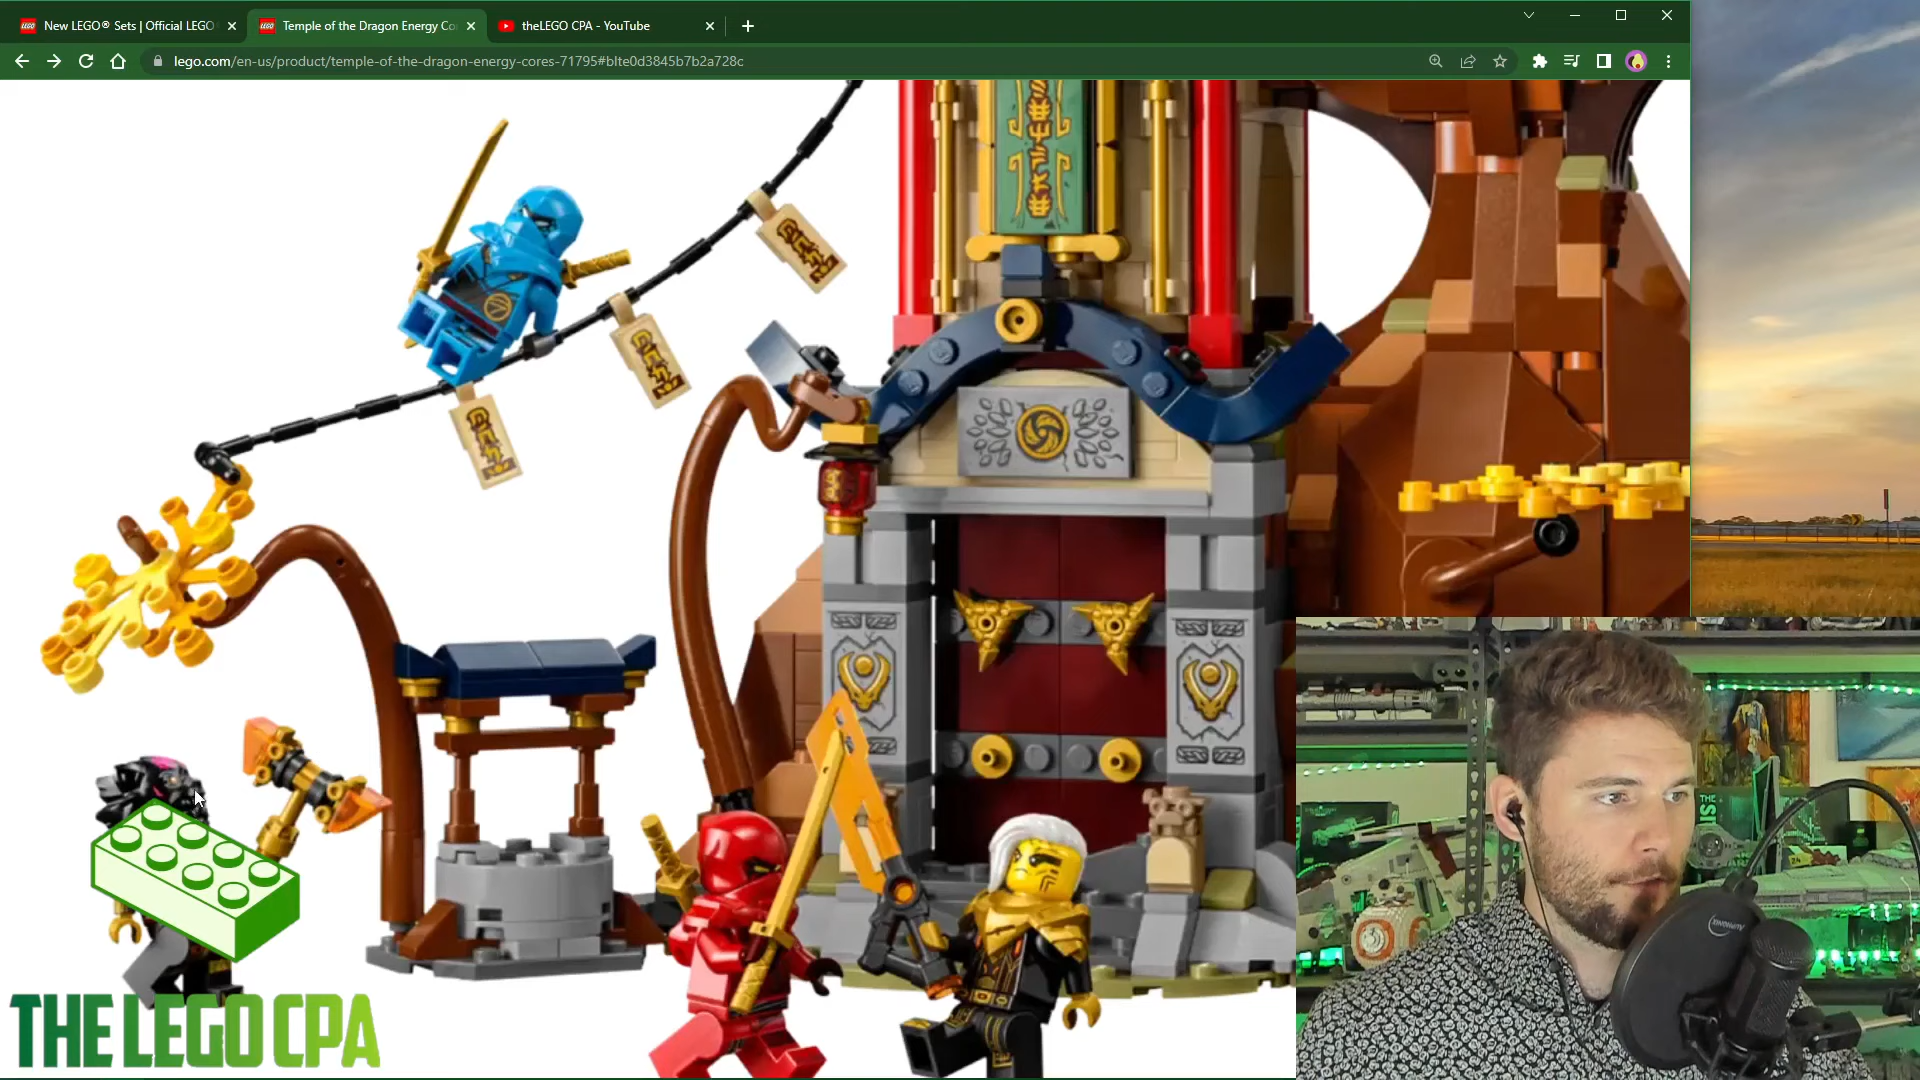 New LEGO® Sets | Official LEGO
Temple of the Dragon Energy Co
theLEGO CPA - YouTube
lego.com/en-us/product/temple-of-the-dragon-energy-cores-71795#blte0d3845b7b2a728c
THE LEGO CPA